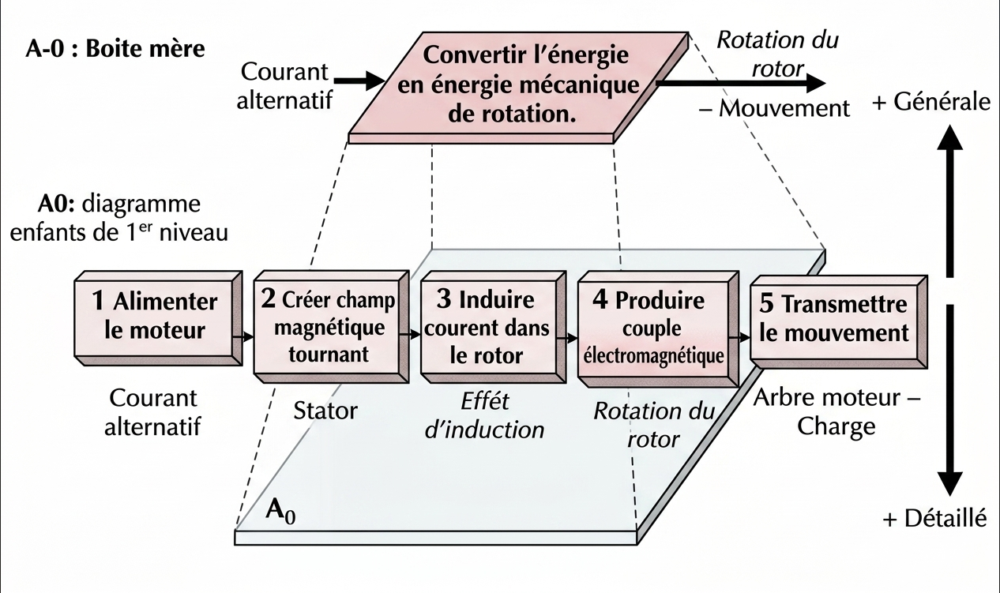 A-0 : Boite mère
Courant
alternatif
Convertir l'énergie
en énergie mécanique
de rotation.
Rotation du
rotor
– Mouvement
+ Générale
A0: diagramme
enfants de 1er niveau
1 Alimenter
le moteur
2 Créer champ
magnétique
tournant
3 Induire
courent dans
le rotor
4 Produire
couple
électromagnétique
5 Transmettre
le mouvement
Courant
alternatif
Stator
Effét
d'induction
Rotation du
rotor
Arbre moteur –
Charge
A0
+ Détaillé